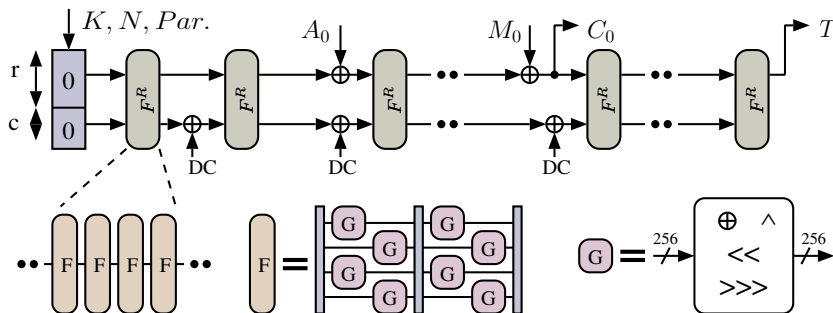 K, N, Par.
A₀
M₀
C₀
T
r
0
F^R
F^R
F^R
F^R
F^R
c
0
DC
DC
DC
F
F
F
F
F
=
G
G
G
G
G
G
G
G
G
=
256
⊕ ^
<<
>>>
256